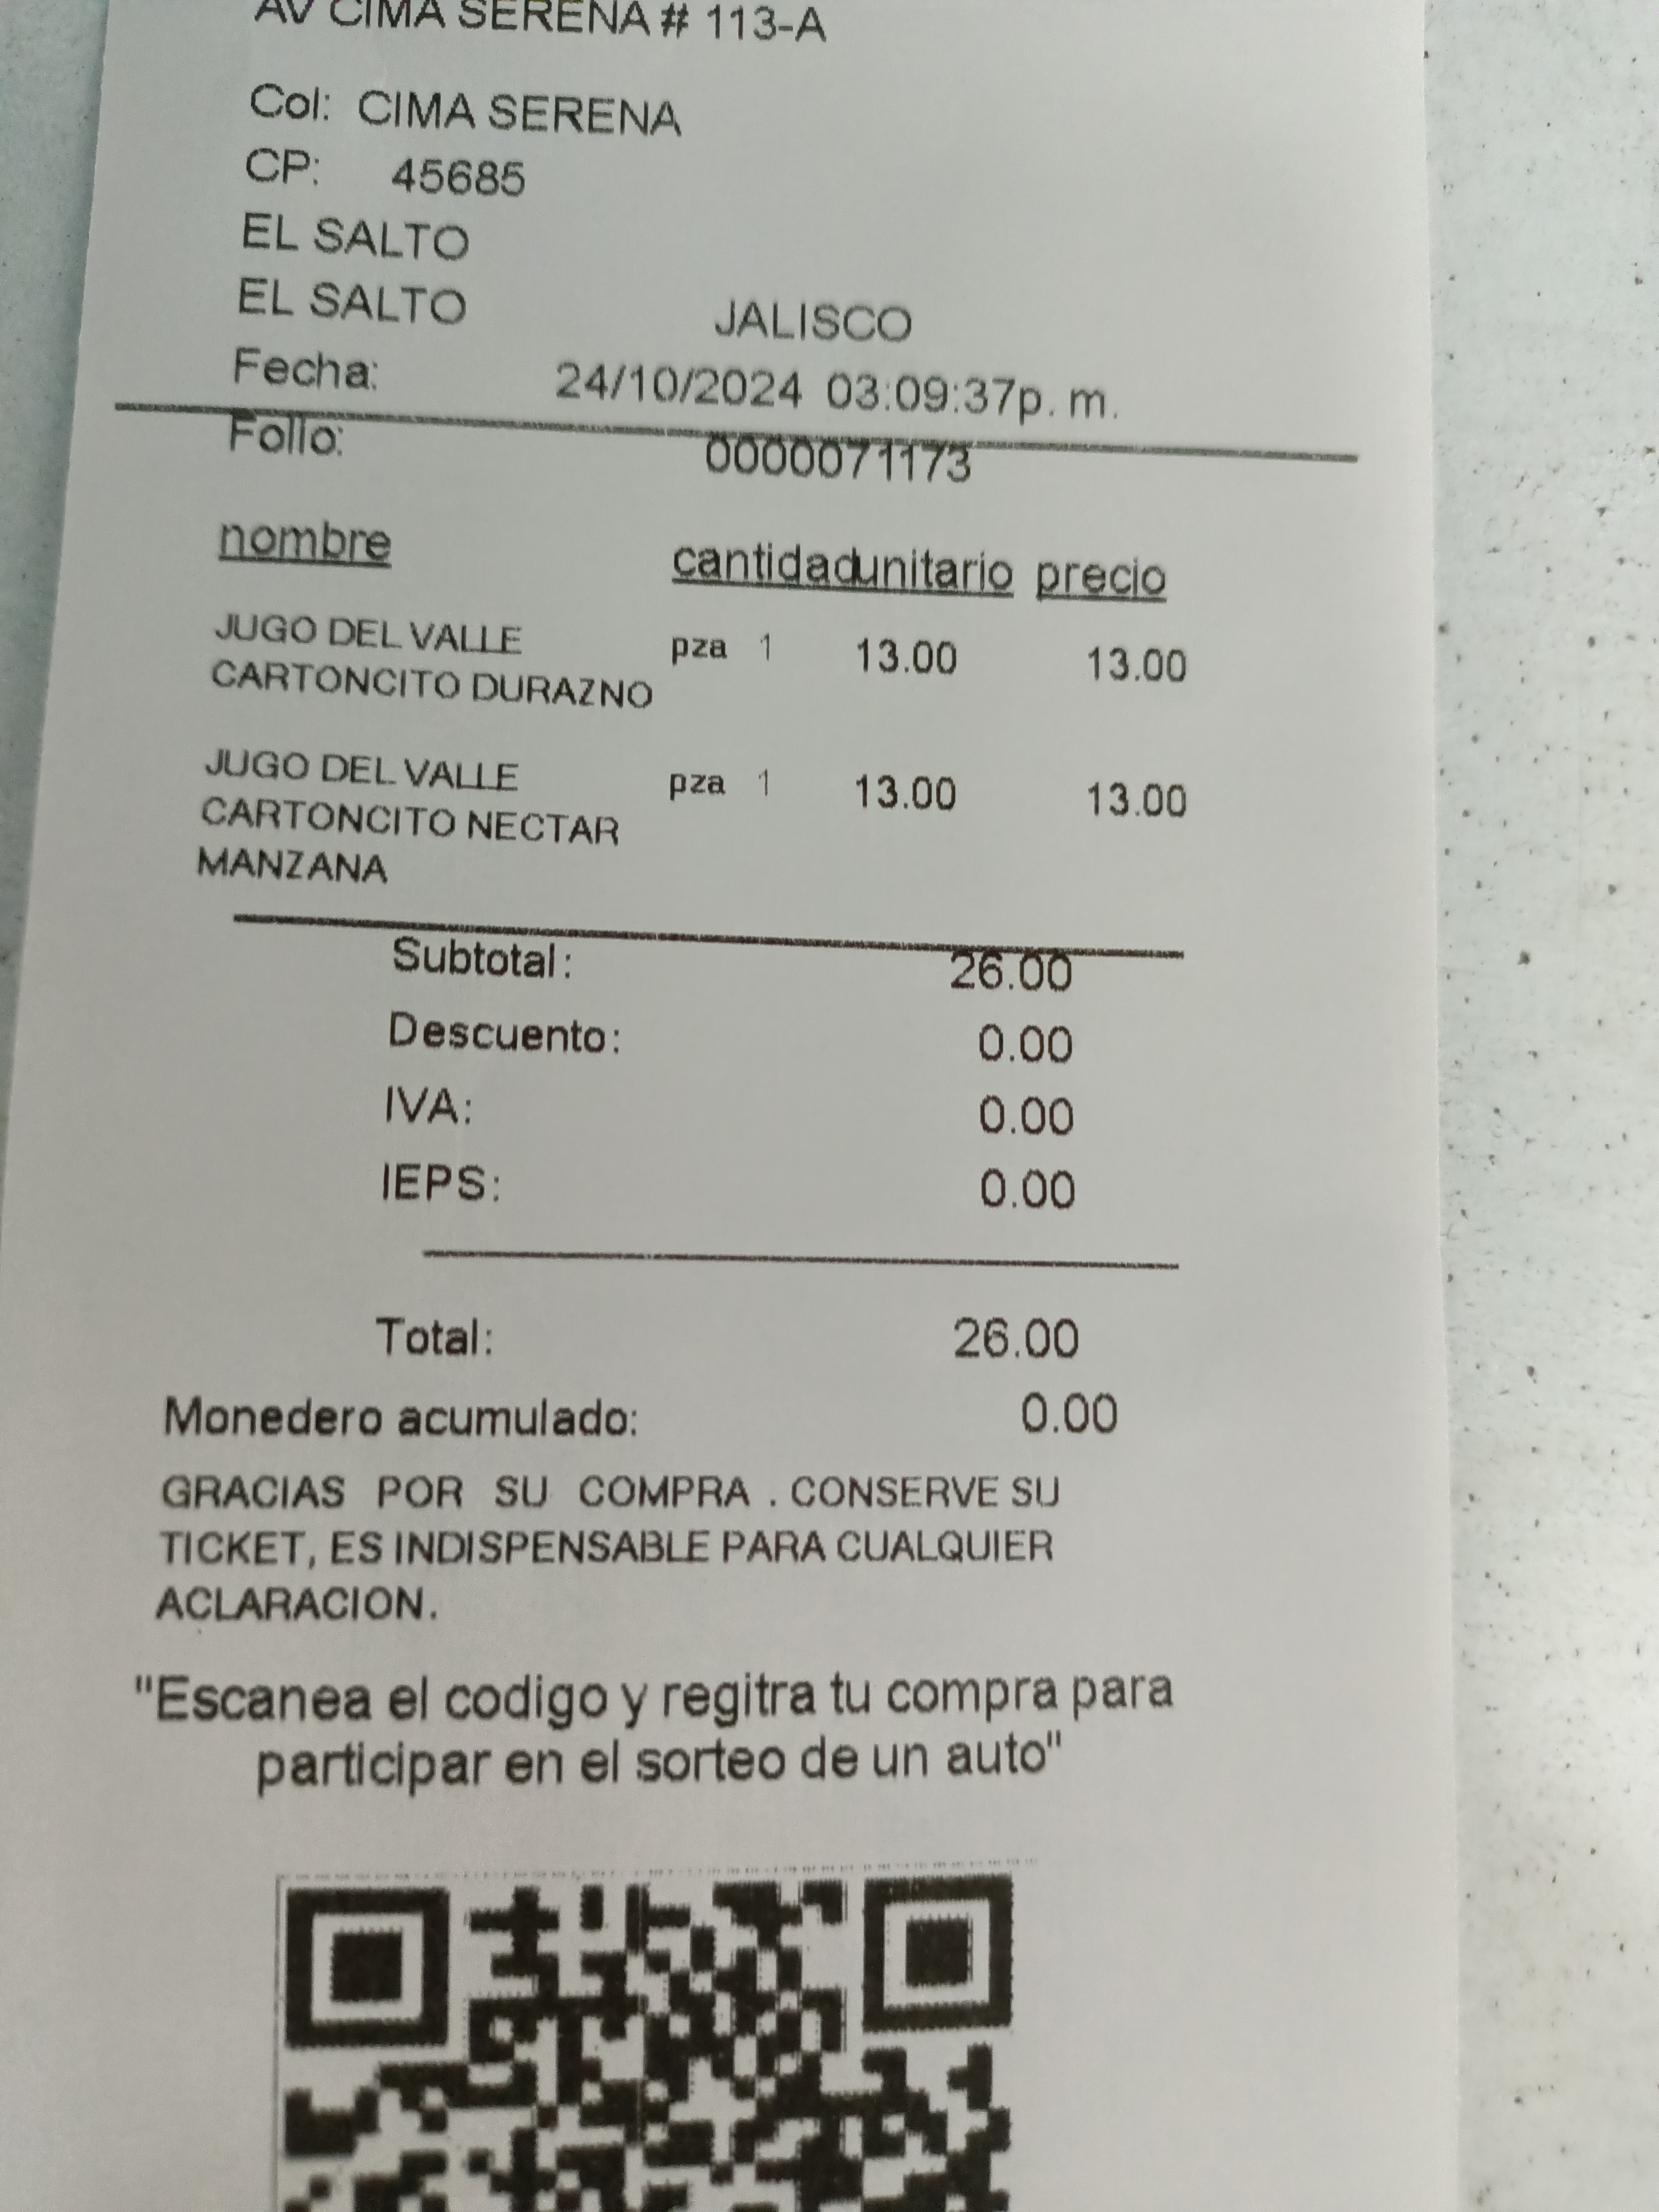 AV CIMA SERENA # 113-A
Col: CIMA SERENA
CP: 45685
EL SALTO
EL SALTO JALISCO
Fecha: 24/10/2024 03:09:37p. m.
Folio: 0000071173
nombre cantidad unitario precio
JUGO DEL VALLE pza 1 13.00 13.00
CARTONCITO DURAZNO
JUGO DEL VALLE pza 1 13.00 13.00
CARTONCITO NECTAR
MANZANA
Subtotal: 26.00
Descuento: 0.00
IVA: 0.00
IEPS: 0.00
Total: 26.00
Monedero acumulado: 0.00
GRACIAS POR SU COMPRA . CONSERVE SU
TICKET, ES INDISPENSABLE PARA CUALQUIER
ACLARACION.
"Escanea el codigo y regitra tu compra para
participar en el sorteo de un auto"